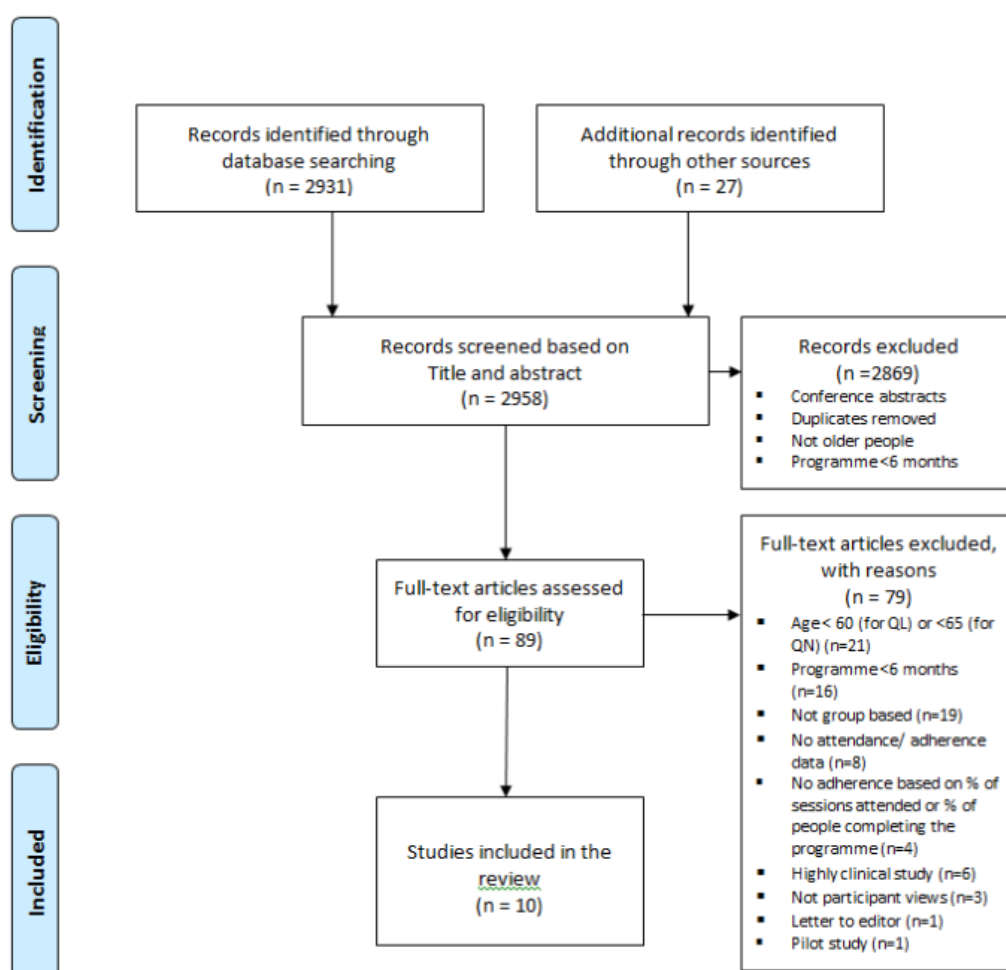 Identification
Records identified through
database searching
(n = 2931)
Additional records identified
through other sources
(n = 27)
Screening
Records screened based on
Title and abstract
(n = 2958)
Records excluded
(n =2869)
▪ Conference abstracts
▪ Duplicates removed
▪ Not older people
▪ Programme<6 months
Eligibility
Full-text articles assessed
for eligibility
(n = 89)
Full-text articles excluded,
with reasons
(n = 79)
▪ Age< 60 (for QL) or <65 (for
QN) (n=21)
▪ Programme<6 months
(n=16)
▪ Not group based (n=19)
▪ No attendance/ adherence
data (n=8)
▪ No adherence based on % of
sessions attended or % of
people completing the
programme (n=4)
▪ Highly clinical study (n=6)
▪ Not participant views (n=3)
▪ Letter to editor (n=1)
▪ Pilot study (n=1)
Included
Studies included in the
review
(n = 10)